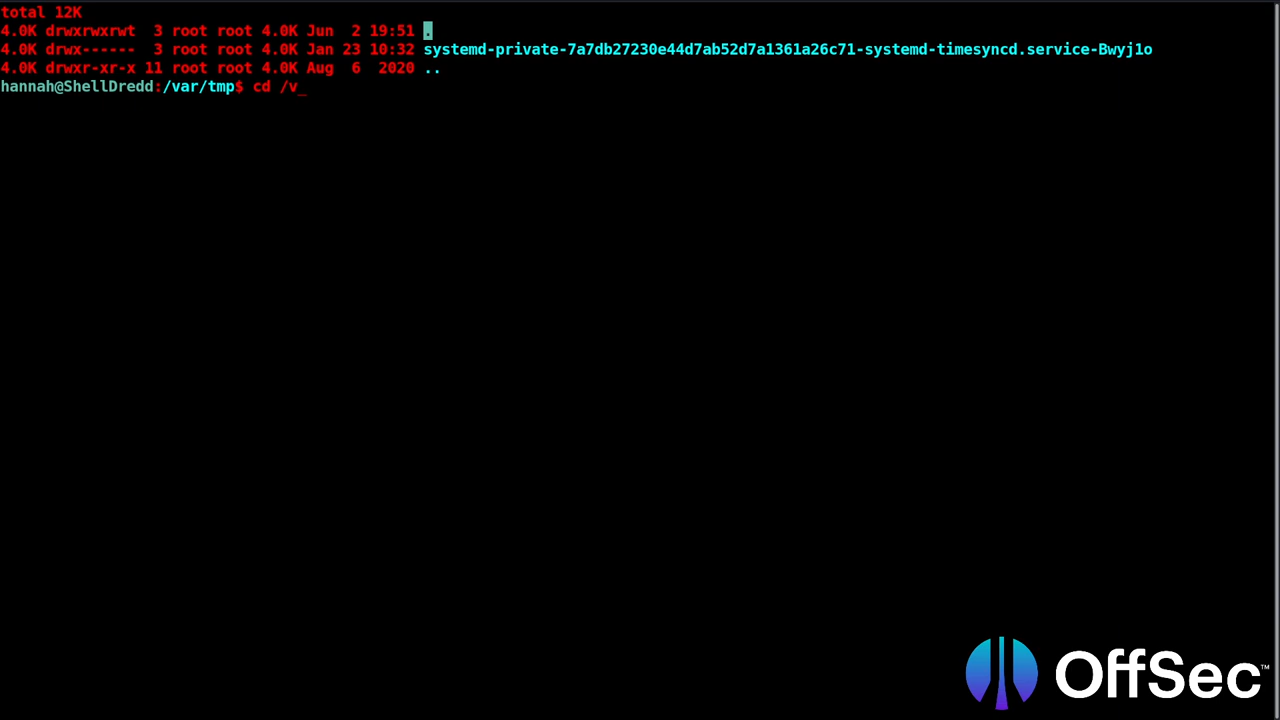 total 12K
4.0K drwxrwxrwt  3 root root 4.0K Jun  2 19:51 .
4.0K drwx------  3 root root 4.0K Jan 23 10:32 systemd-private-7a7db27230e44d7ab52d7a1361a26c71-systemd-timesyncd.service-Bwyj1o
4.0K drwxr-xr-x 11 root root 4.0K Aug  6  2020 ..
hannah@ShellDredd:/var/tmp$ cd /v_
OffSec™